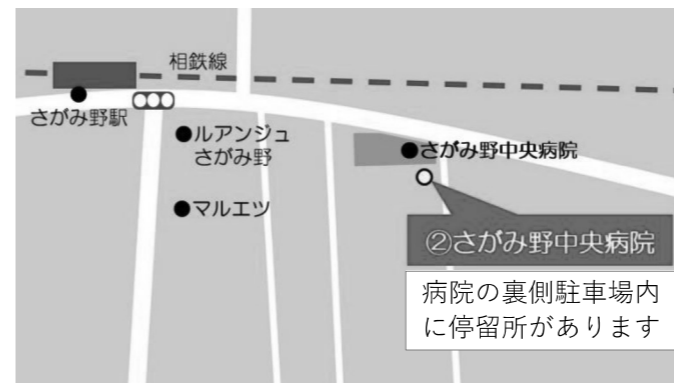 相鉄線
さがみ野駅
●ルアンジュ
さがみ野
●さがみ野中央病院
●マルエツ
②さがみ野中央病院
病院の裏側駐車場内
に停留所があります